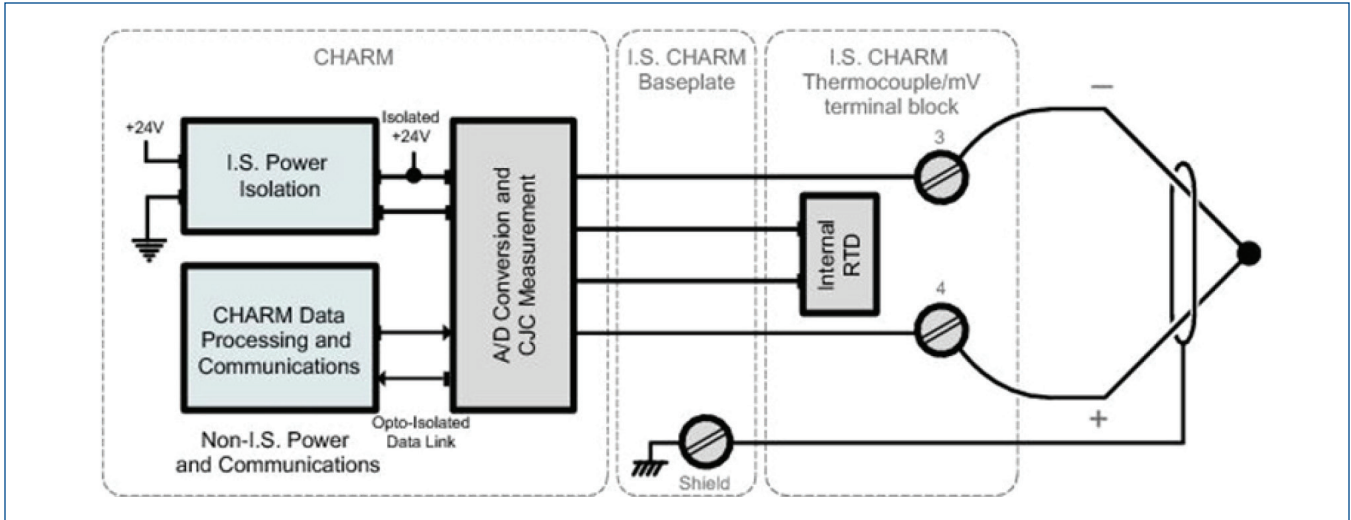 CHARM
I.S. CHARM
Baseplate
I.S. CHARM
Thermocouple/mV
terminal block
+24V
I.S. Power
Isolation
Isolated
+24V
A/D Conversion and
CJC Measurement
CHARM Data
Processing and
Communications
Opto-Isolated
Data Link
Non-I.S. Power
and Communications
3
Internal
RTD
4
Shield
−
+